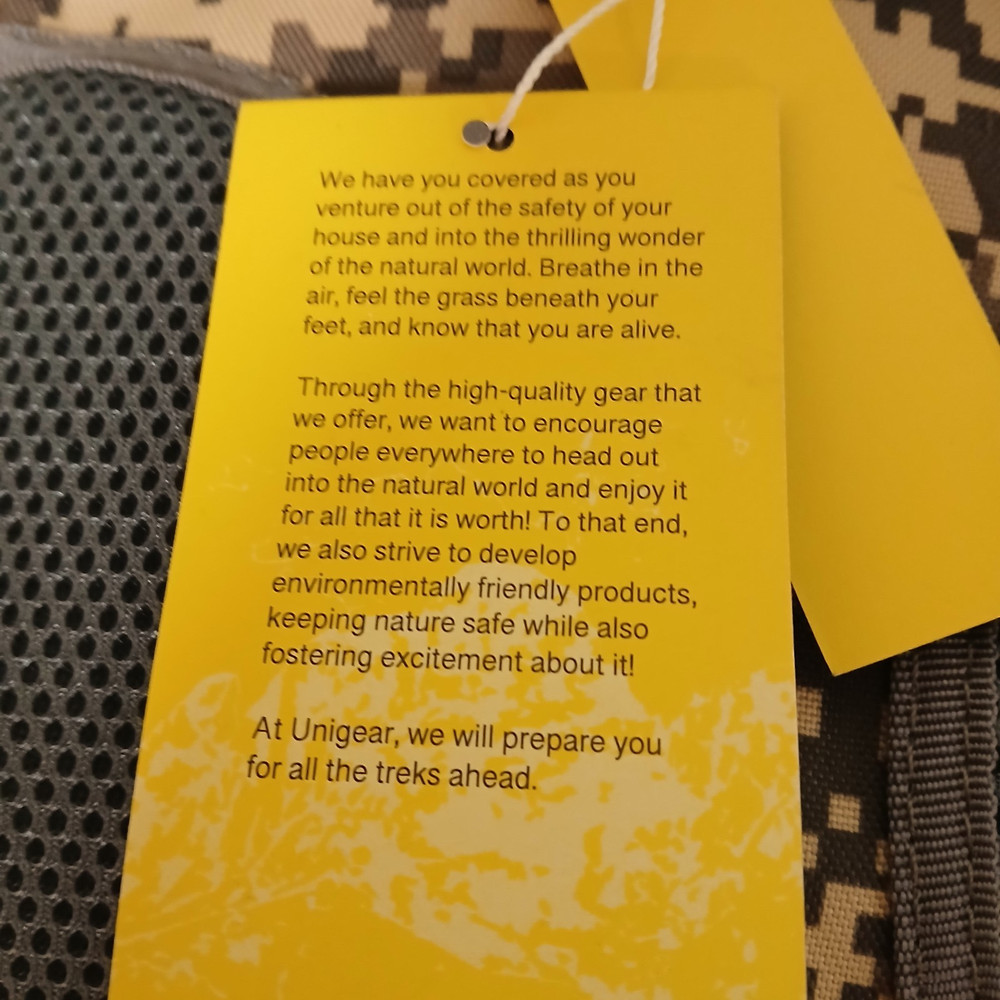 We have you covered as you
venture out of the safety of your
house and into the thrilling wonder
of the natural world. Breathe in the
air, feel the grass beneath your
feet, and know that you are alive.
Through the high-quality gear that
we offer, we want to encourage
people everywhere to head out
into the natural world and enjoy it
for all that it is worth! To that end,
we also strive to develop
environmentally friendly products,
keeping nature safe while also
fostering excitement about it!
At Unigear, we will prepare you
for all the treks ahead.